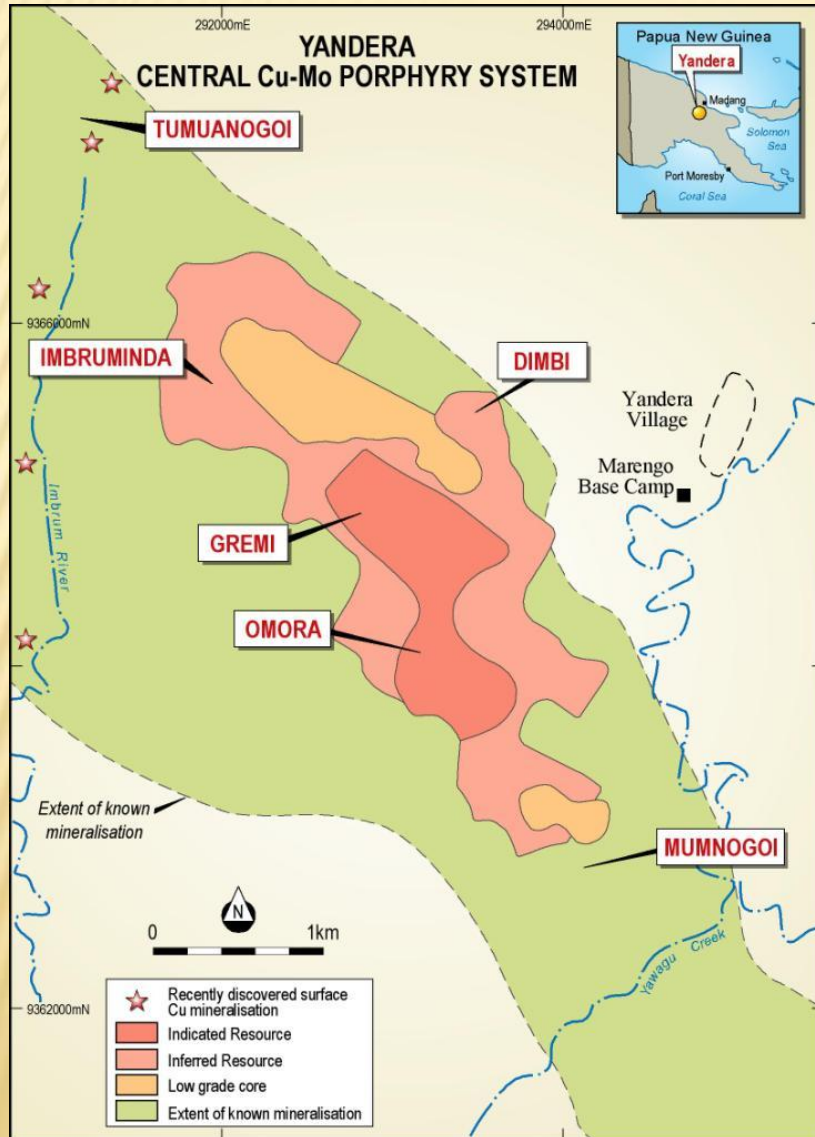 292000mE
294000mE
YANDERA
CENTRAL Cu-Mo PORPHYRY SYSTEM
Papua New Guinea
Yandera
Madang
Solomon
Sea
Port Moresby
Coral Sea
TUMUANOGOI
9366000mN
IMBRUMINDA
DIMBI
Yandera
Village
Marengo
Base Camp
Imbrum River
GREMI
OMORA
Extent of known
mineralisation
MUMNOGOI
N
0
1km
Yawagu Creek
9362000mN
Recently discovered surface
Cu mineralisation
Indicated Resource
Inferred Resource
Low grade core
Extent of known mineralisation